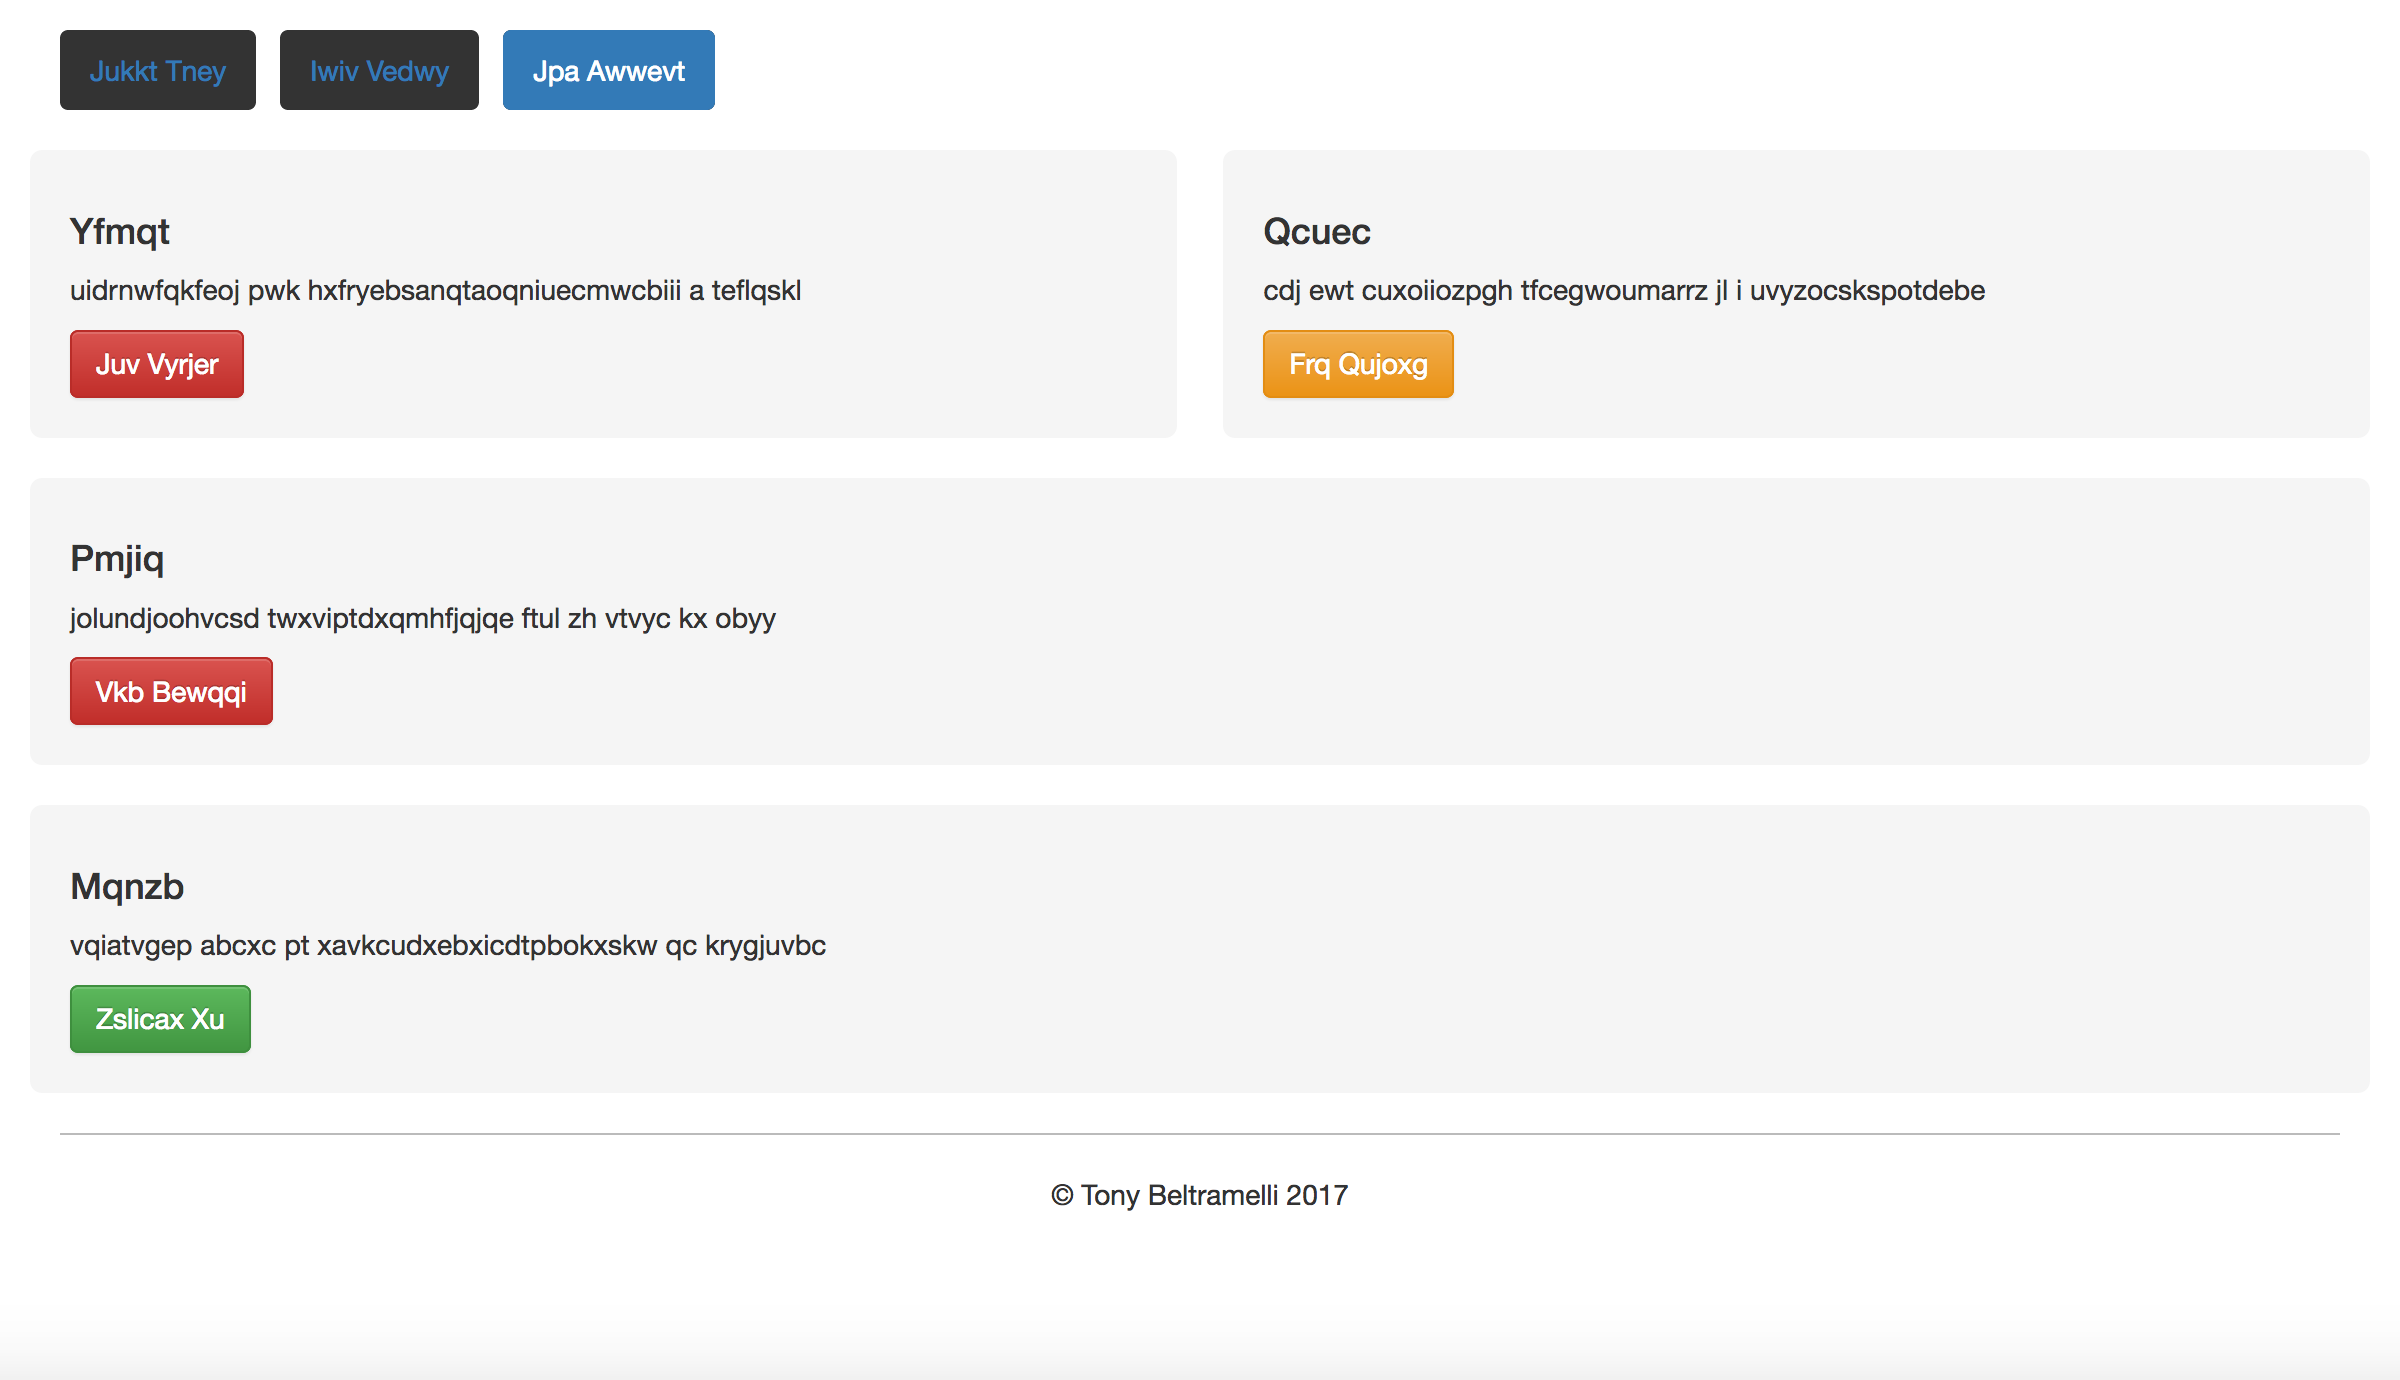 Jukkt Tney
Iwiv Vedwy
Jpa Awwevt
Yfmqt
uidrnwfqkfeoj pwk hxfryebsanqtaoqniuecmwcbiii a teflqskl
Juv Vyrjer
Qcuec
cdj ewt cuxoiiozpgh tfcegwoumarrz jl i uvyzocskspotdebe
Frq Qujoxg
Pmjiq
jolundjoohvcsd twxviptdxqmhfjqjqe ftul zh vtvyc kx obyy
Vkb Bewqqi
Mqnzb
vqiatvgep abcxc pt xavkcudxebxicdtpbokxskw qc krygjuvbc
Zslicax Xu
© Tony Beltramelli 2017